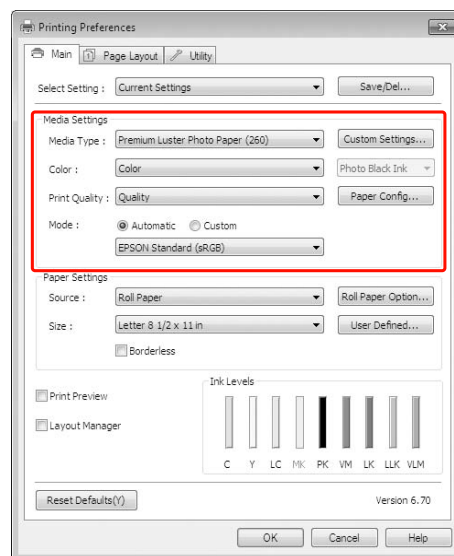 Printing Preferences
Main Page Layout Utility
Select Setting : Current Settings Save/Del...
Media Settings
Media Type : Premium Luster Photo Paper (260) Custom Settings...
Color : Color Photo Black Ink
Print Quality : Quality Paper Config...
Mode : Automatic Custom
EPSON Standard (sRGB)
Paper Settings
Source : Roll Paper Roll Paper Option...
Size : Letter 8 1/2 x 11 in User Defined...
Borderless
Ink Levels
Print Preview
Layout Manager
C Y LC MK PK VM LK LLK VLM
Reset Defaults(Y) Version 6.70
OK Cancel Help